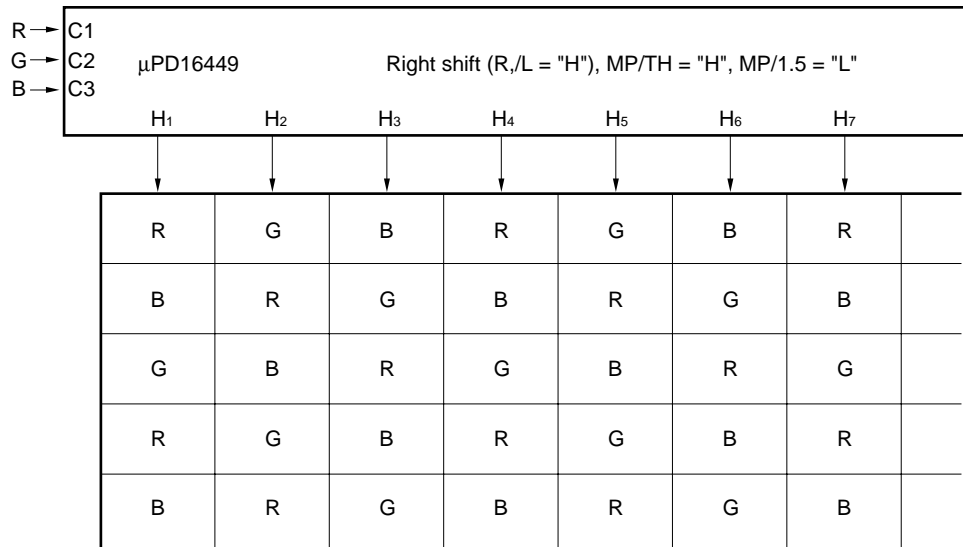 R C1
G C2
B C3
µPD16449 Right shift (R,/L = "H"), MP/TH = "H", MP/1.5 = "L"
H1 H2 H3 H4 H5 H6 H7
R G B R G B R
B R G B R G B
G B R G B R G
R G B R G B R
B R G B R G B